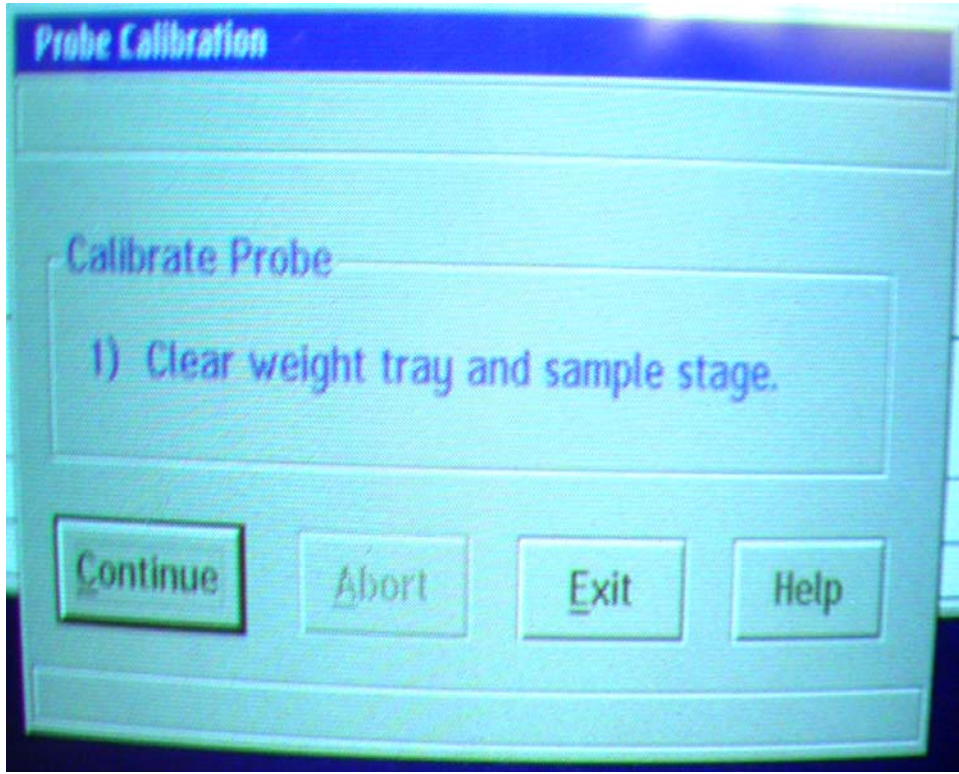 Probe Calibration
Calibrate Probe
1) Clear weight tray and sample stage.
Continue Abort Exit Help